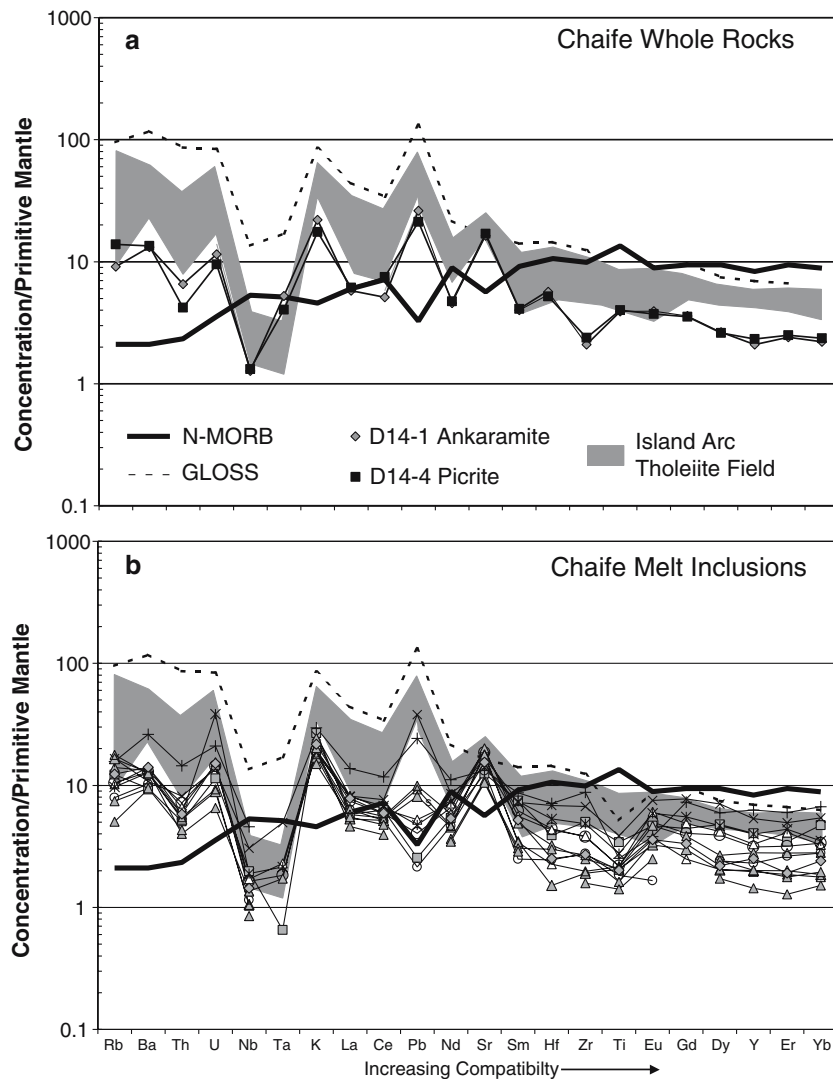 a
Chaife Whole Rocks
Concentration/Primitive Mantle
1000
100
10
1
0.1
N-MORB
GLOSS
D14-1 Ankaramite
D14-4 Picrite
Island Arc
Tholeiite Field
b
Chaife Melt Inclusions
Concentration/Primitive Mantle
1000
100
10
1
0.1
Rb Ba Th U Nb Ta K La Ce Pb Nd Sr Sm Hf Zr Ti Eu Gd Dy Y Er Yb
Increasing Compatibilty